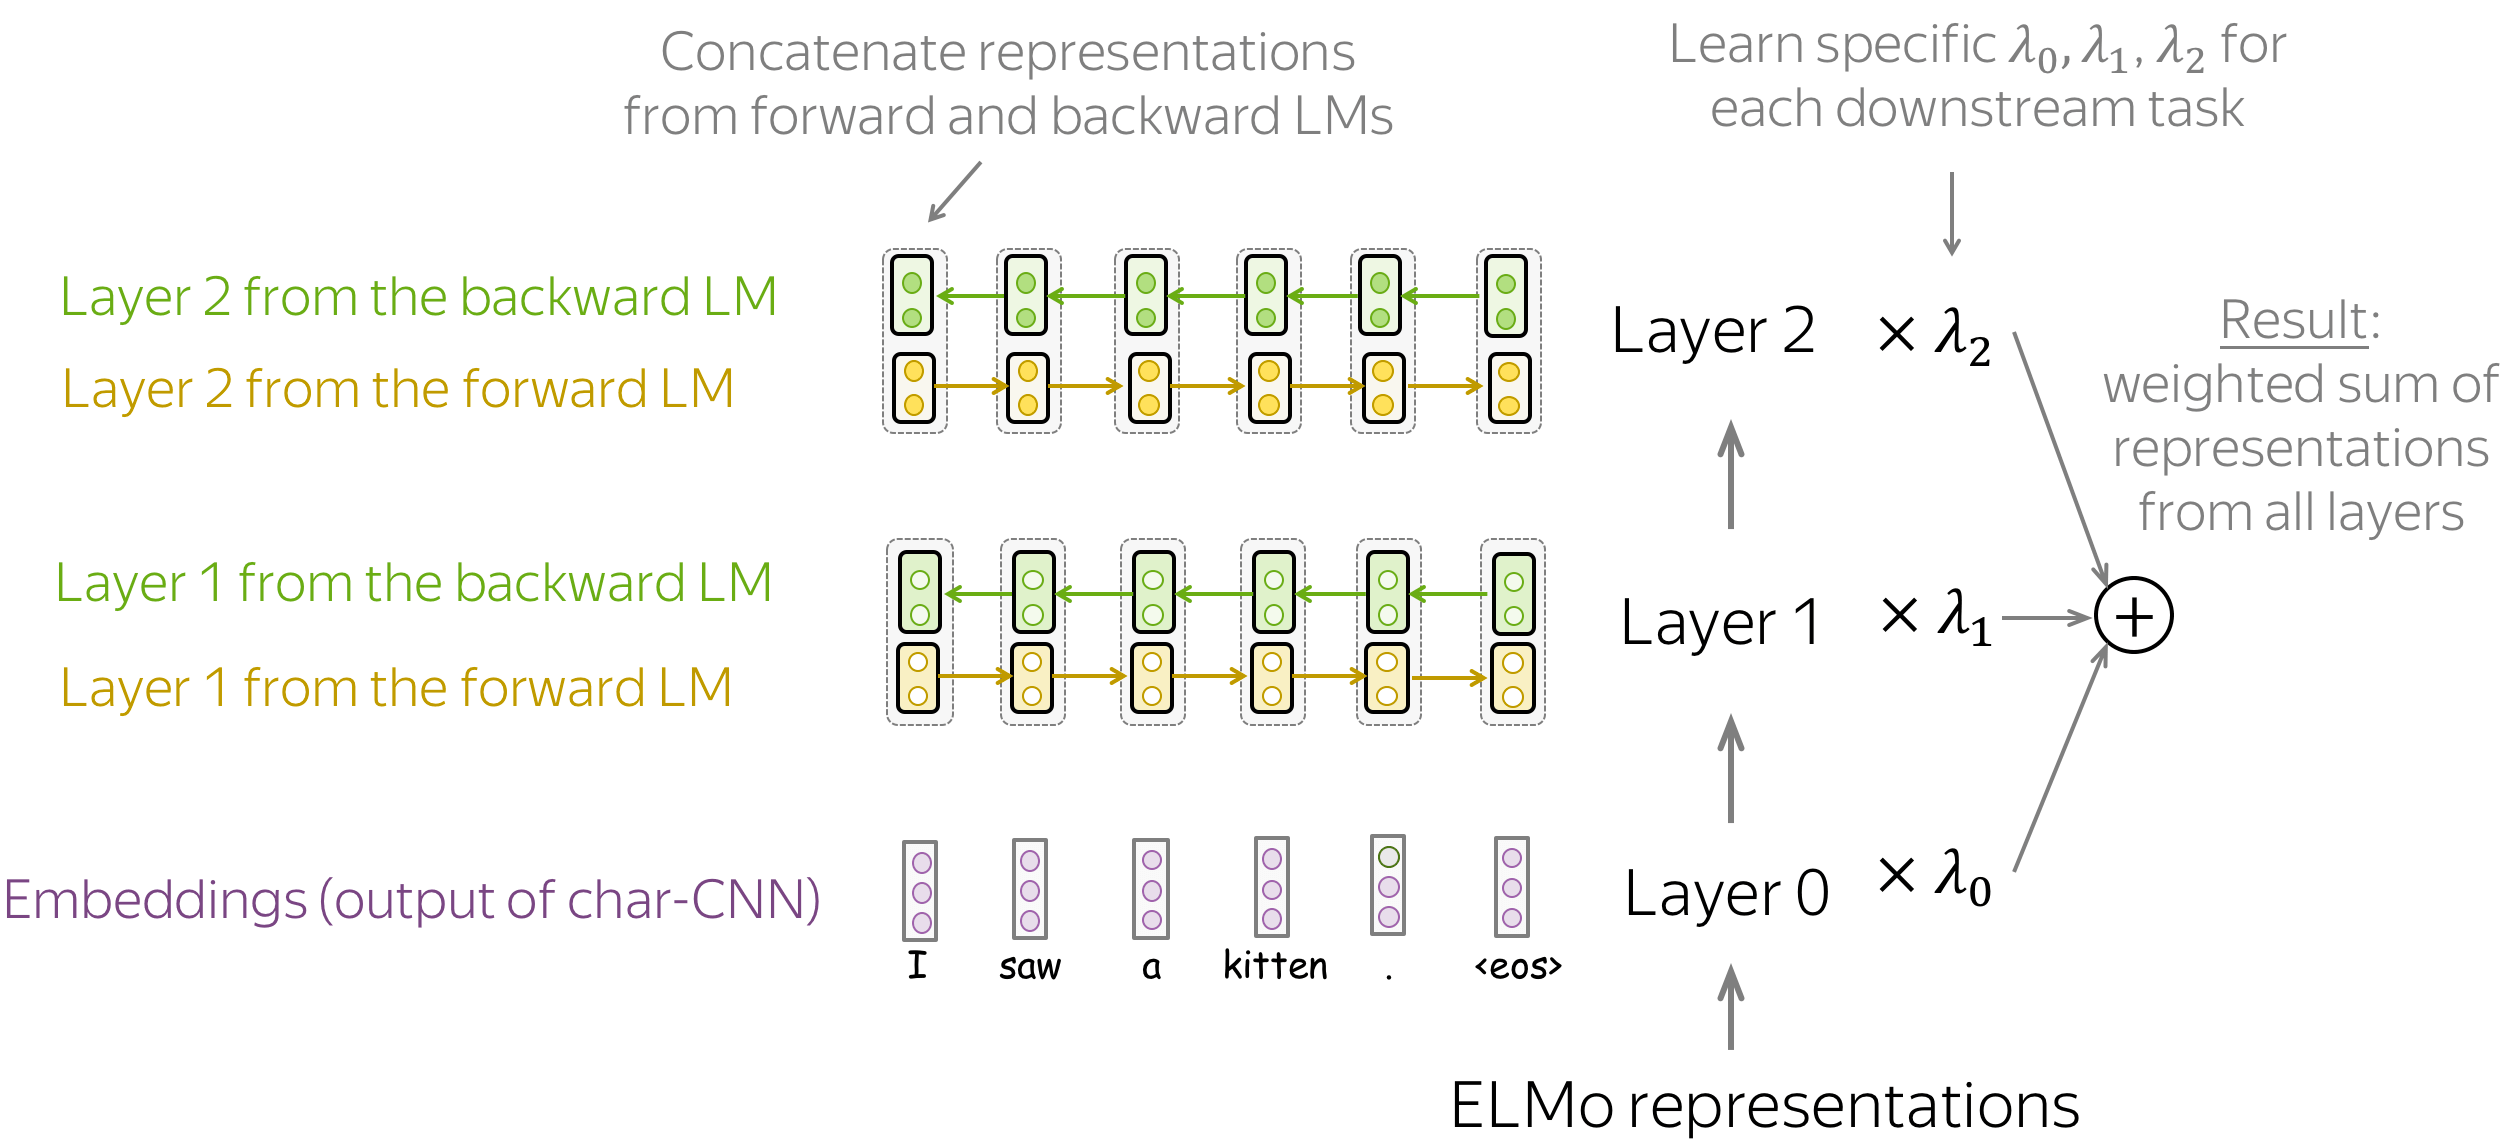 Concatenate representations
from forward and backward LMs
Learn specific λ0, λ1, λ2 for
each downstream task
Layer 2 from the backward LM
Layer 2 from the forward LM
Layer 2 × λ2
Result:
weighted sum of
representations
from all layers
Layer 1 from the backward LM
Layer 1 from the forward LM
Layer 1 × λ1
+
Embeddings (output of char-CNN)
Layer 0 × λ0
I saw a kitten . <eos>
ELMo representations